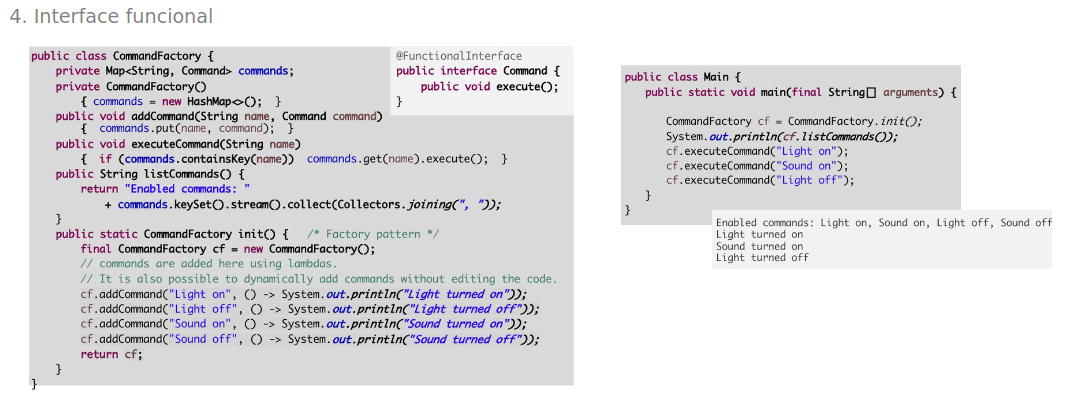 4. Interface funcional
public class CommandFactory {
    private Map<String, Command> commands;
    private CommandFactory()
        { commands = new HashMap<>(); }
    public void addCommand(String name, Command command)
        { commands.put(name, command); }
    public void executeCommand(String name)
        { if (commands.containsKey(name)) commands.get(name).execute(); }
    public String listCommands() {
        return "Enabled commands: "
            + commands.keySet().stream().collect(Collectors.joining(", "));
    }
    public static CommandFactory init() { /* Factory pattern */
        final CommandFactory cf = new CommandFactory();
        // commands are added here using lambdas.
        // It is also possible to dynamically add commands without editing the code.
        cf.addCommand("Light on", () -> System.out.println("Light turned on"));
        cf.addCommand("Light off", () -> System.out.println("Light turned off"));
        cf.addCommand("Sound on", () -> System.out.println("Sound turned on"));
        cf.addCommand("Sound off", () -> System.out.println("Sound turned off"));
        return cf;
    }
}
@FunctionalInterface
public interface Command {
    public void execute();
}
public class Main {
    public static void main(final String[] arguments) {
        CommandFactory cf = CommandFactory.init();
        System.out.println(cf.listCommands());
        cf.executeCommand("Light on");
        cf.executeCommand("Sound on");
        cf.executeCommand("Light off");
    }
}
Enabled commands: Light on, Sound on, Light off, Sound off
Light turned on
Sound turned on
Light turned off